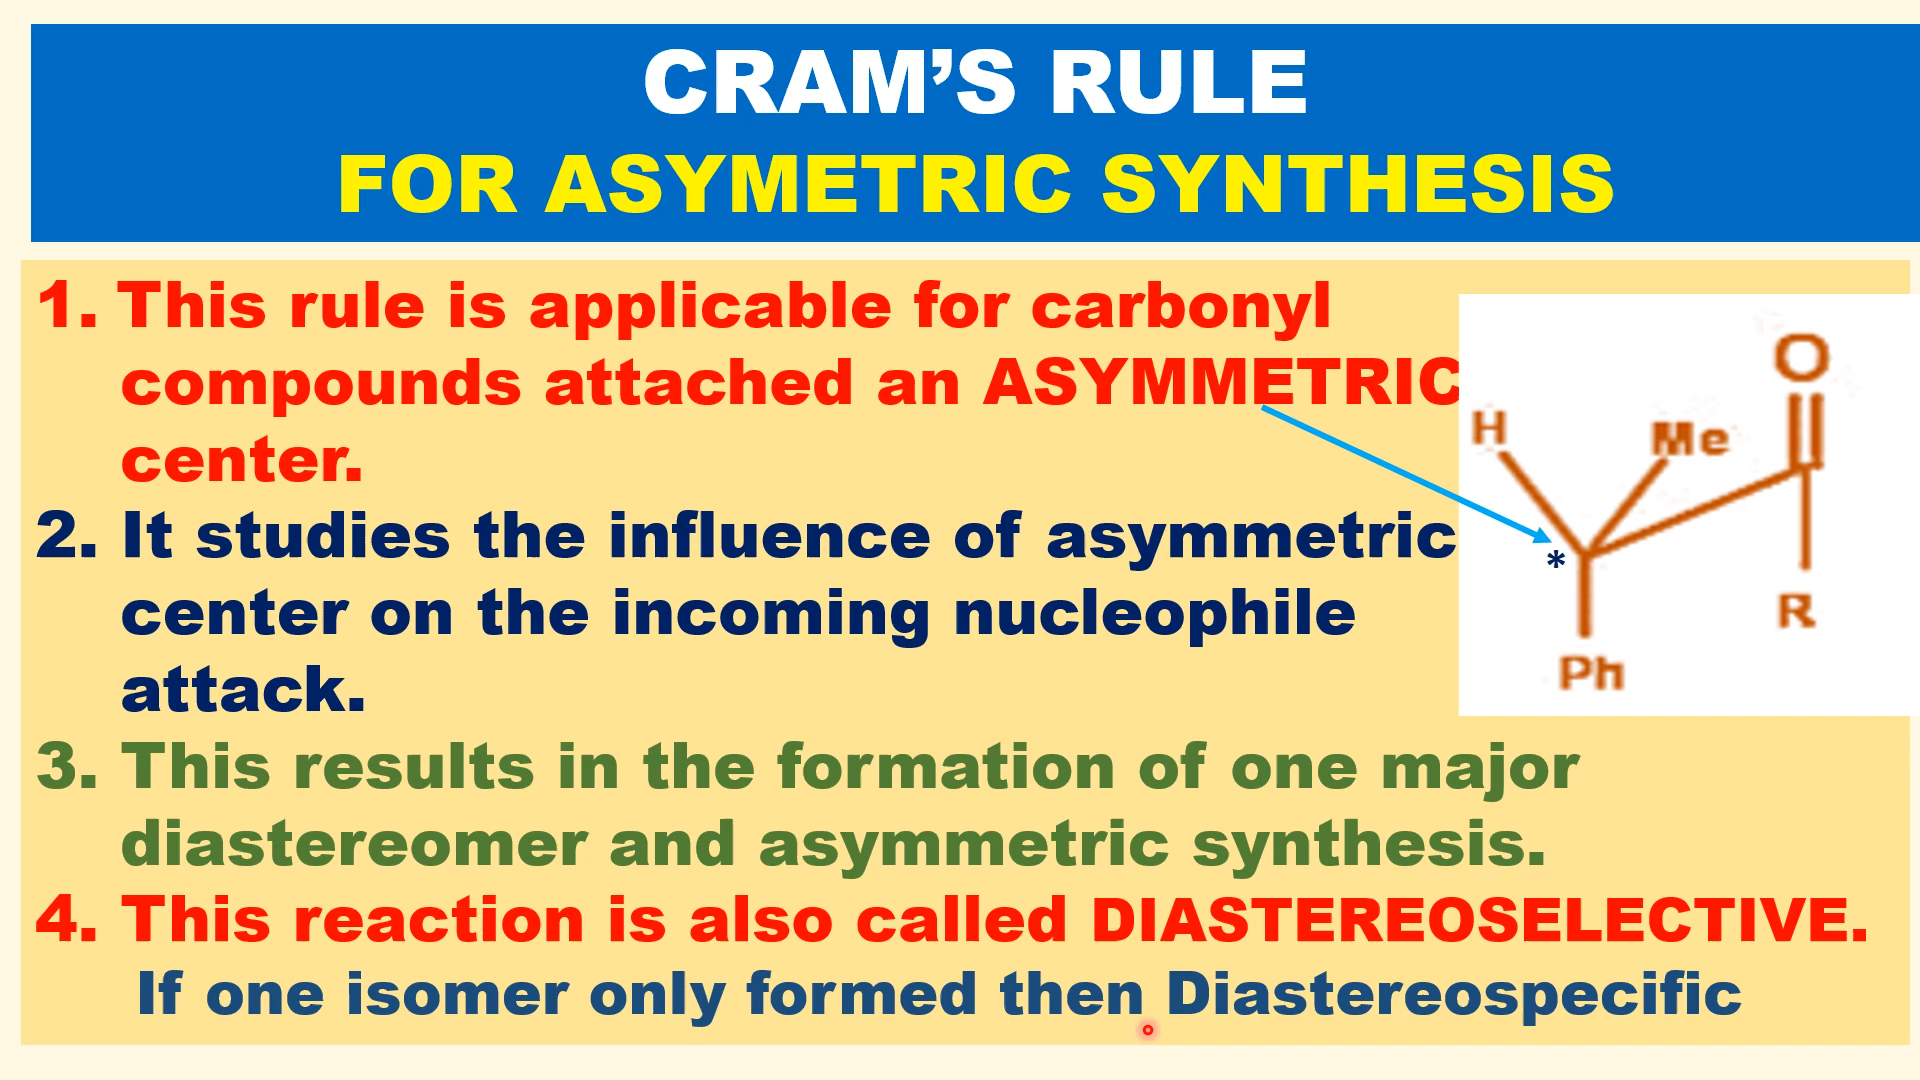 CRAM’S RULE
FOR ASYMETRIC SYNTHESIS
1. This rule is applicable for carbonyl
compounds attached an ASYMMETRIC
center.
2. It studies the influence of asymmetric
center on the incoming nucleophile
attack.
3. This results in the formation of one major
diastereomer and asymmetric synthesis.
4. This reaction is also called DIASTEREOSELECTIVE.
If one isomer only formed then Diastereospecific
O
H
Me
*
R
Ph